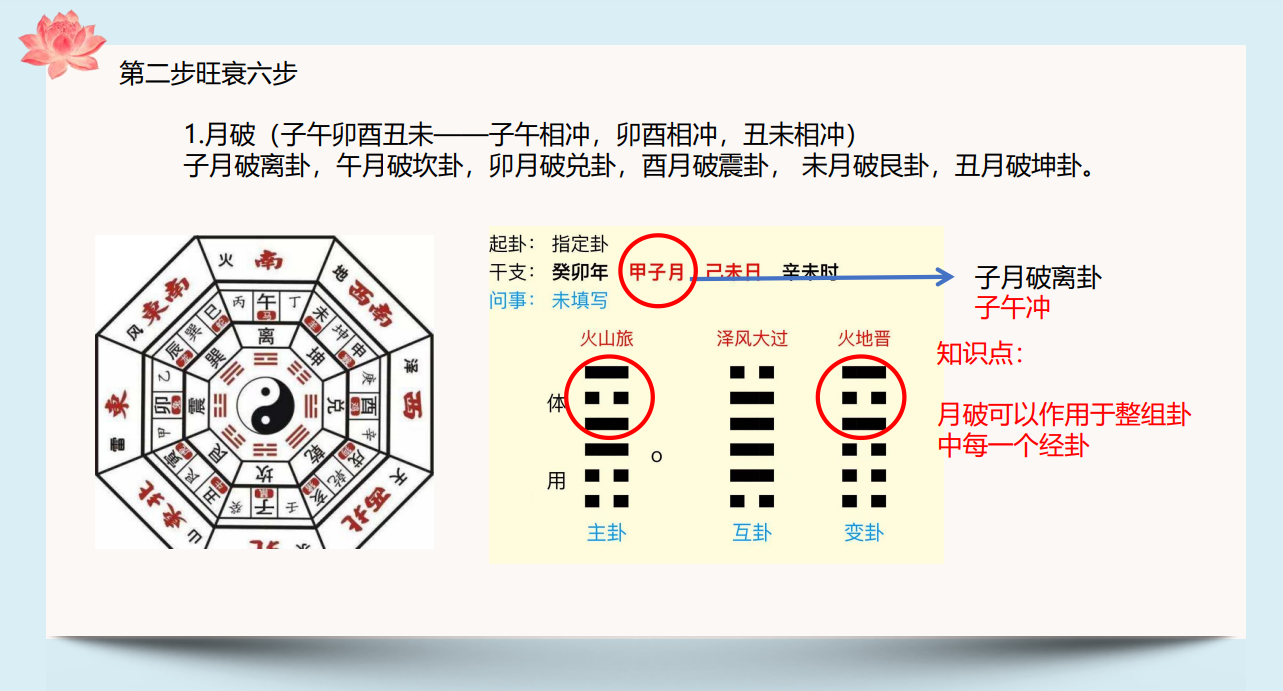 第二步旺衰六步
1.月破（子午卯酉丑未——子午相冲，卯酉相冲，丑未相冲）
子月破离卦，午月破坎卦，卯月破兑卦，酉月破震卦， 未月破艮卦，丑月破坤卦。
火 南 地 西南
泽 西
天 西北
山 东北
雷 東
风 東南
丙 午 丁
未 坤 申
庚 酉 辛
戌 乾 亥
壬 子 癸
丑 艮 寅
甲 卯 乙
辰 巽 巳
离 坤 兑 乾 坎 艮 震 巽
起卦： 指定卦
干支： 癸卯年 甲子月 己未日 辛未时
问事： 未填写
火山旅 泽风大过 火地晋
体
用
o
主卦 互卦 变卦
子月破离卦
子午冲
知识点：
月破可以作用于整组卦
中每一个经卦